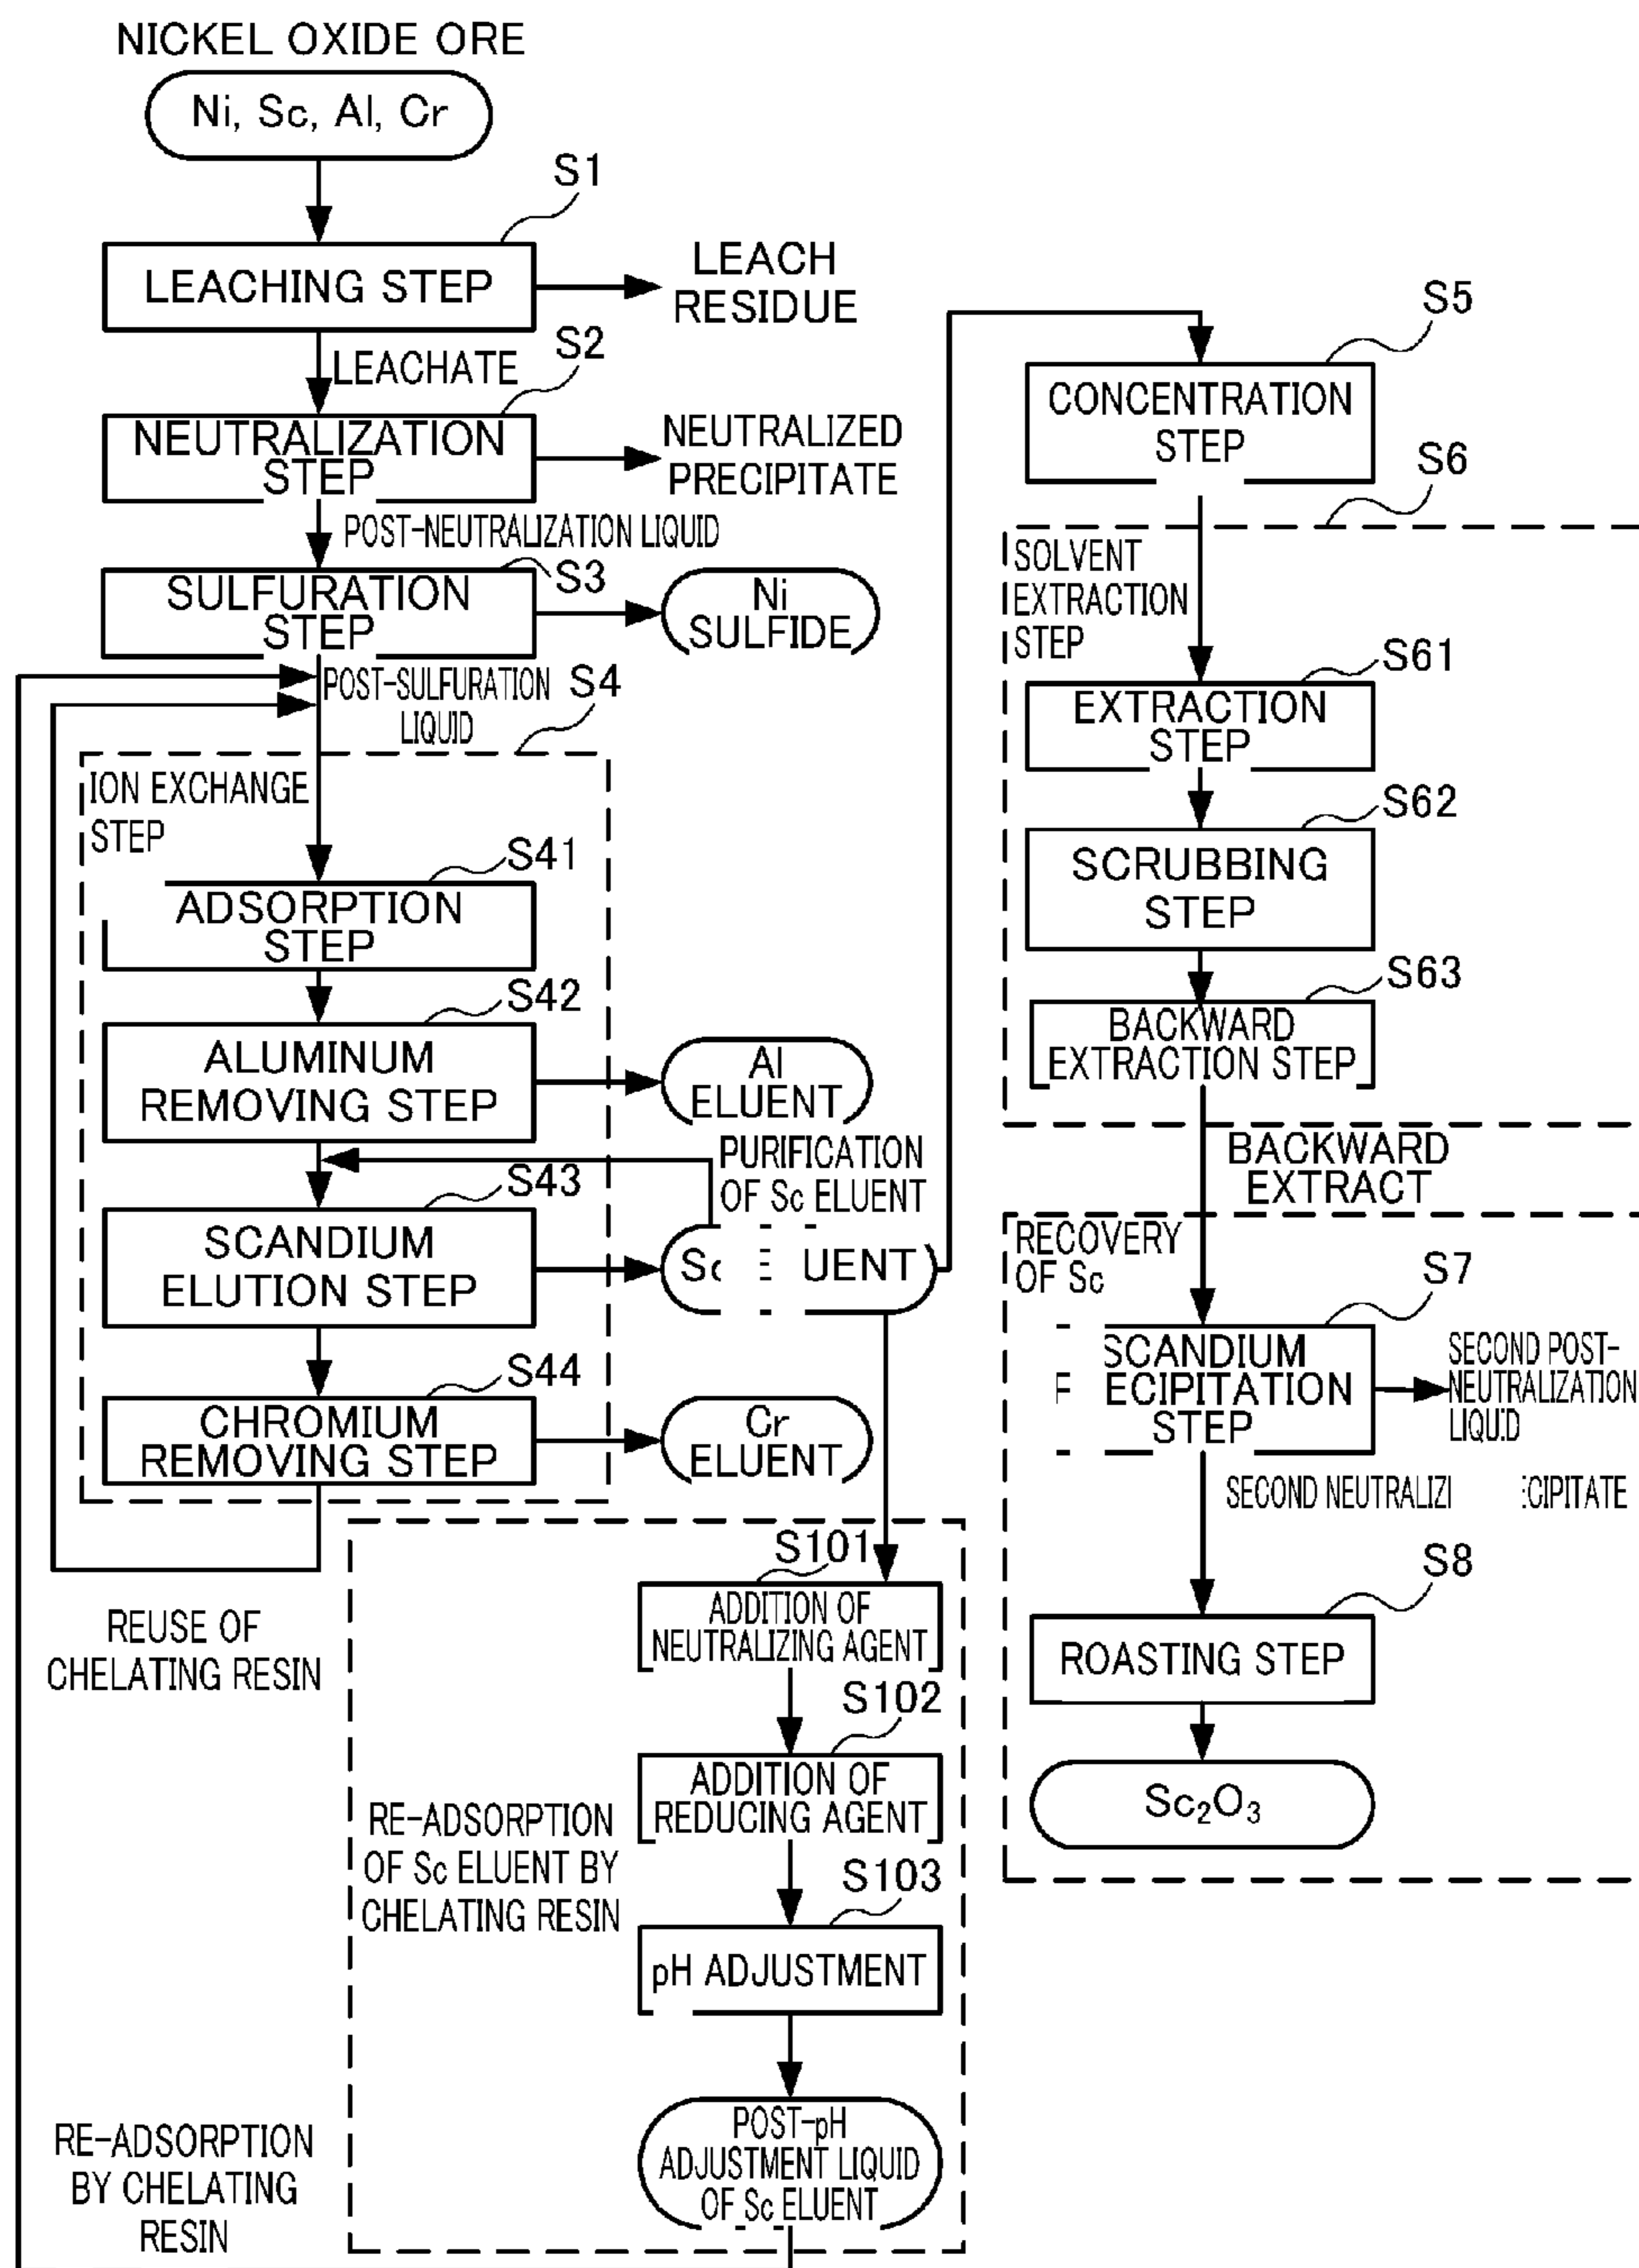 NICKEL OXIDE ORE
Ni, Sc, Al, Cr
S1
LEACHING STEP
LEACH
RESIDUE
LEACHATE
S2
NEUTRALIZATION
STEP
NEUTRALIZED
PRECIPITATE
POST-NEUTRALIZATION LIQUID
S3
SULFURATION
STEP
Ni
SULFIDE
POST-SULFURATION
LIQUID
S4
ION EXCHANGE
STEP
S41
ADSORPTION
STEP
S42
ALUMINUM
REMOVING STEP
Al
ELUENT
PURIFICATION
OF Sc ELUENT
S43
SCANDIUM
ELUTION STEP
Sc UENT
S44
CHROMIUM
REMOVING STEP
Cr
ELUENT
REUSE OF
CHELATING RESIN
S101
ADDITION OF
NEUTRALIZING AGENT
S102
ADDITION OF
REDUCING AGENT
RE-ADSORPTION
OF Sc ELUENT BY
CHELATING RESIN
S103
pH ADJUSTMENT
POST-pH
ADJUSTMENT LIQUID
OF Sc ELUENT
RE-ADSORPTION
BY CHELATING
RESIN
S5
CONCENTRATION
STEP
S6
SOLVENT
EXTRACTION
STEP
S61
EXTRACTION
STEP
S62
SCRUBBING
STEP
S63
BACKWARD
EXTRACTION STEP
BACKWARD
EXTRACT
RECOVERY
OF Sc
S7
SCANDIUM
ECIPITATION
STEP
SECOND POST-
NEUTRALIZATION
LIQUID
SECOND NEUTRALIZI CIPITATE
S8
ROASTING STEP
Sc₂O₃